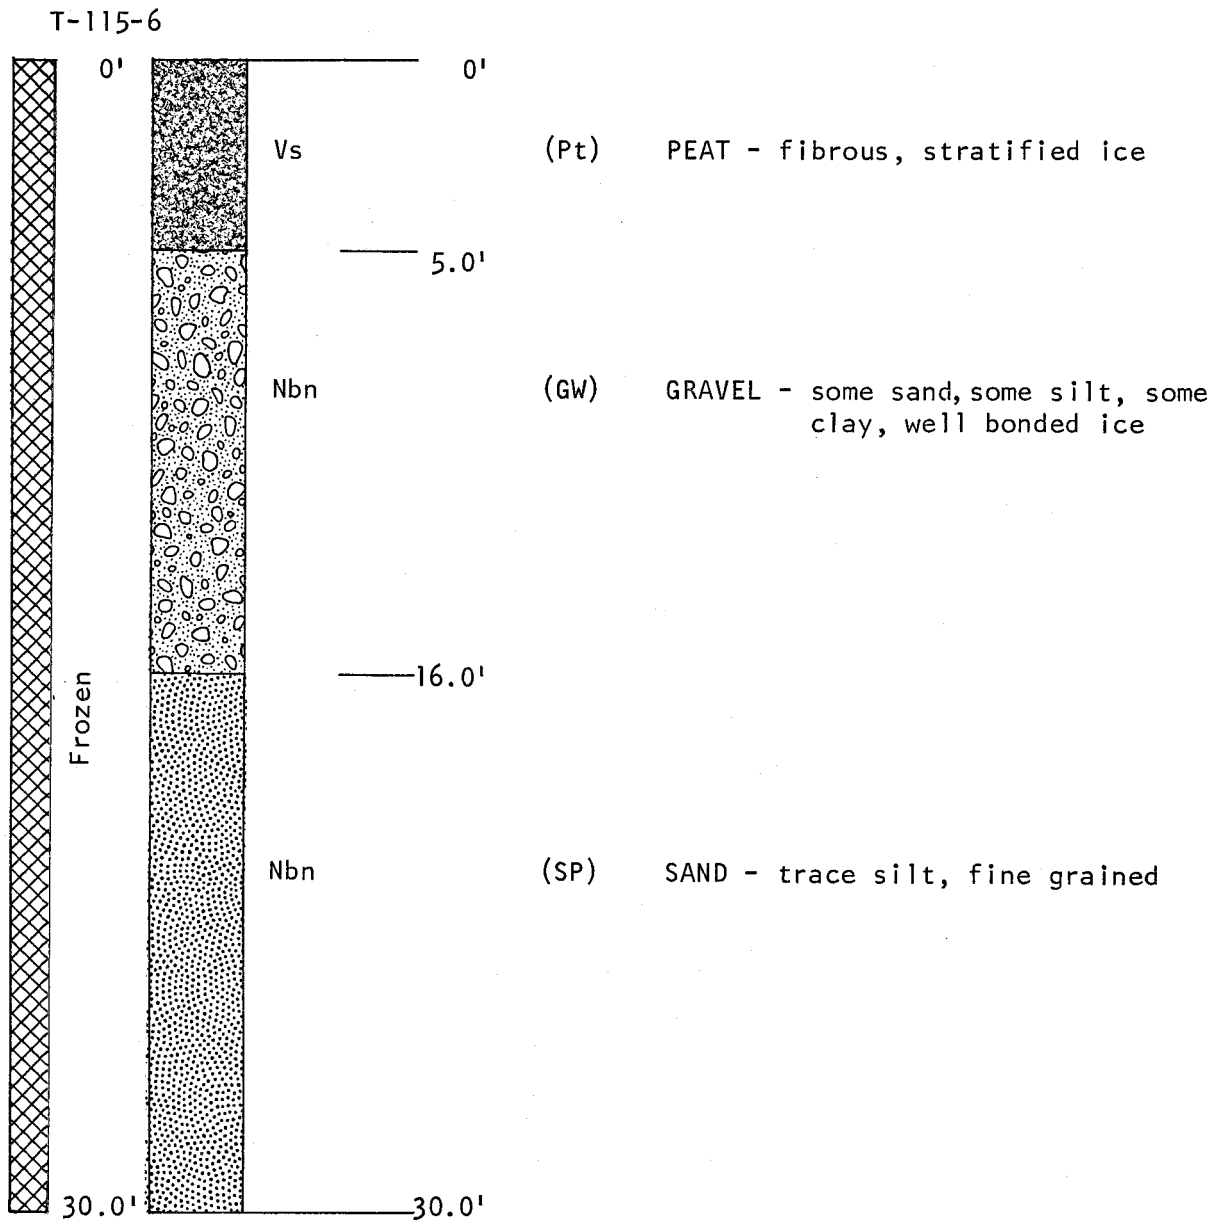 T-115-6
0'
0'
Vs (Pt) PEAT - fibrous, stratified ice
5.0'
Nbn (GW) GRAVEL - some sand, some silt, some
clay, well bonded ice
16.0'
Frozen
Nbn (SP) SAND - trace silt, fine grained
30.0'
30.0'